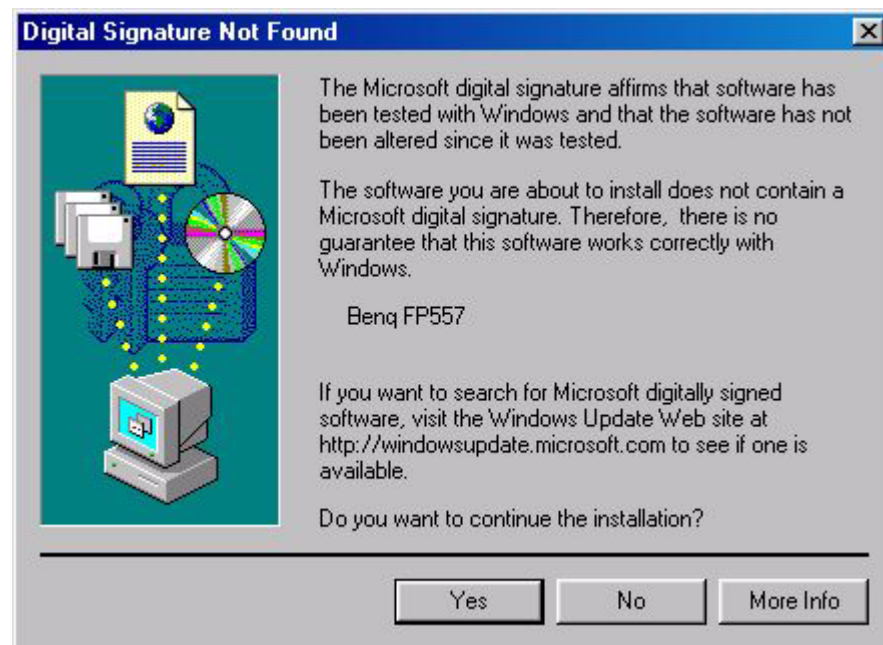 Digital Signature Not Found
The Microsoft digital signature affirms that software has
been tested with Windows and that the software has not
been altered since it was tested.
The software you are about to install does not contain a
Microsoft digital signature. Therefore,  there is no
guarantee that this software works correctly with
Windows.
Benq FP557
If you want to search for Microsoft digitally signed
software, visit the Windows Update Web site at
http://windowsupdate.microsoft.com to see if one is
available.
Do you want to continue the installation?
Yes No More Info